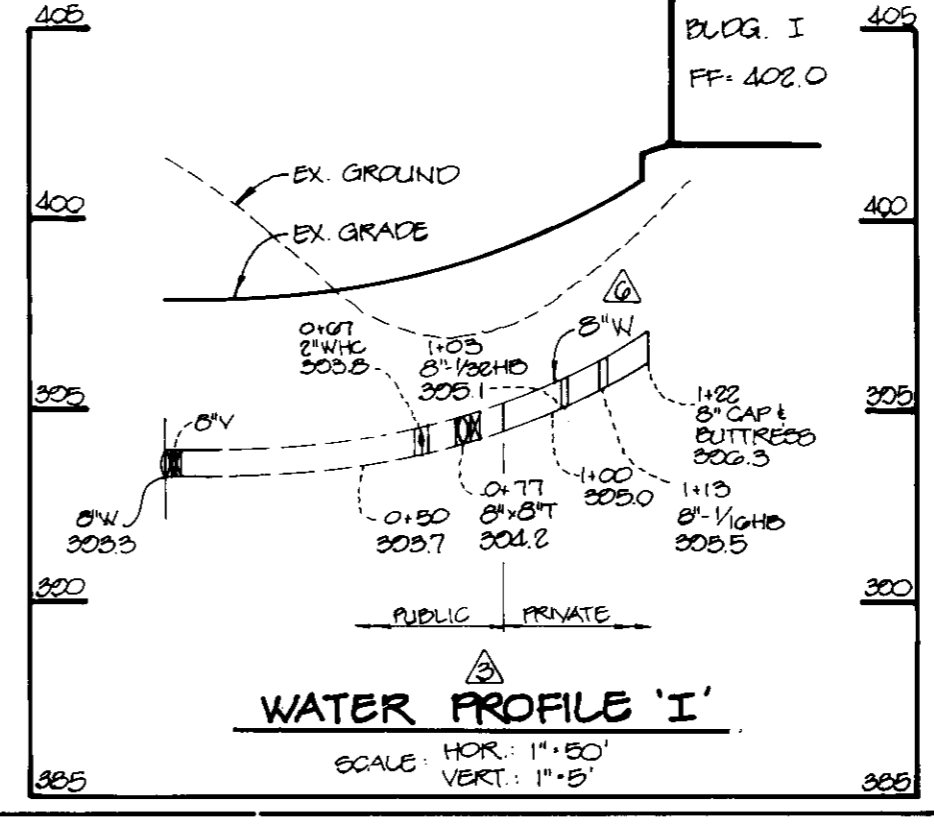 405
405
BLDG. I
FF= 402.0
EX. GROUND
400
400
EX. GRADE
6
0+67
2"WHC
393.8
1+03
8"-1/32HB
395.1
8"W
395
395
8"V
1+22
8" CAP &
BUTTRESS
396.3
8"W
393.3
0+50
393.7
0+77
8"x8"T
394.2
1+00
395.0
1+13
8"-1/16HB
395.5
390
390
PUBLIC PRIVATE
3
WATER PROFILE 'I'
SCALE: HOR.: 1"=50'
VERT.: 1"=5'
385
385